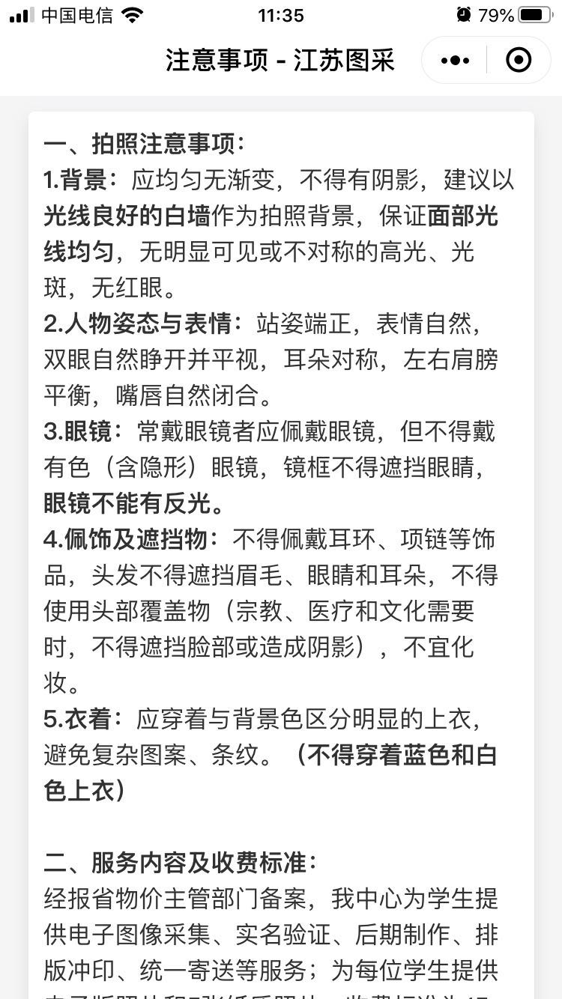 中国电信
11:35
79%
注意事项 - 江苏图采
一、拍照注意事项：
1.背景：应均匀无渐变，不得有阴影，建议以
光线良好的白墙作为拍照背景，保证面部光
线均匀，无明显可见或不对称的高光、光
斑，无红眼。
2.人物姿态与表情：站姿端正，表情自然，
双眼自然睁开并平视，耳朵对称，左右肩膀
平衡，嘴唇自然闭合。
3.眼镜：常戴眼镜者应佩戴眼镜，但不得戴
有色（含隐形）眼镜，镜框不得遮挡眼睛，
眼镜不能有反光。
4.佩饰及遮挡物：不得佩戴耳环、项链等饰
品，头发不得遮挡眉毛、眼睛和耳朵，不得
使用头部覆盖物（宗教、医疗和文化需要
时，不得遮挡脸部或造成阴影），不宜化
妆。
5.衣着：应穿着与背景色区分明显的上衣，
避免复杂图案、条纹。（不得穿着蓝色和白
色上衣）
二、服务内容及收费标准：
经报省物价主管部门备案，我中心为学生提
供电子图像采集、实名验证、后期制作、排
版冲印、统一寄送等服务；为每位学生提供